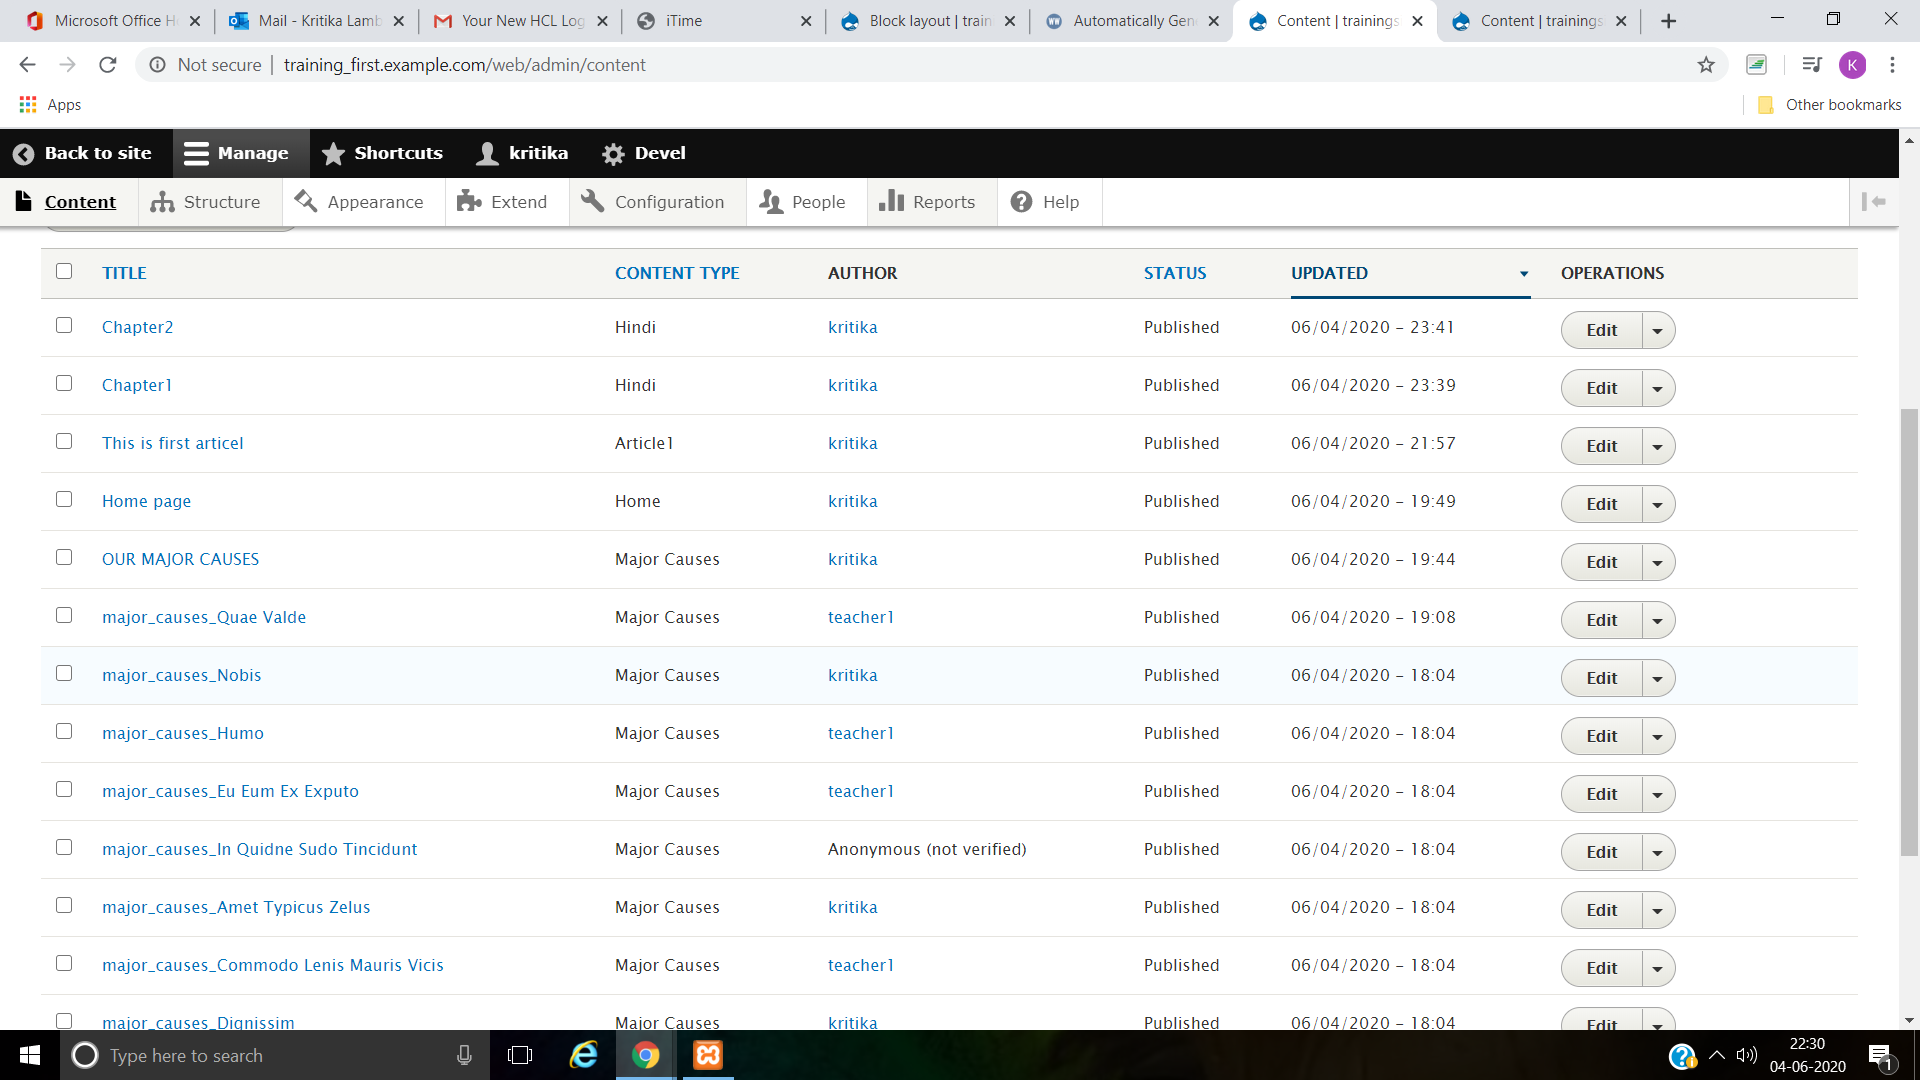 Microsoft Office H
Mail - Kritika Lamb
Your New HCL Log
iTime
Block layout | train
Automatically Gen
Content | trainings
Content | trainings
Not secure | training_first.example.com/web/admin/content
K
Apps
Other bookmarks
Back to site
Manage
Shortcuts
kritika
Devel
Content
Structure
Appearance
Extend
Configuration
People
Reports
Help
TITLE CONTENT TYPE AUTHOR STATUS UPDATED OPERATIONS
Chapter2 Hindi kritika Published 06/04/2020 - 23:41 Edit
Chapter1 Hindi kritika Published 06/04/2020 - 23:39 Edit
This is first articel Article1 kritika Published 06/04/2020 - 21:57 Edit
Home page Home kritika Published 06/04/2020 - 19:49 Edit
OUR MAJOR CAUSES Major Causes kritika Published 06/04/2020 - 19:44 Edit
major_causes_Quae Valde Major Causes teacher1 Published 06/04/2020 - 19:08 Edit
major_causes_Nobis Major Causes kritika Published 06/04/2020 - 18:04 Edit
major_causes_Humo Major Causes teacher1 Published 06/04/2020 - 18:04 Edit
major_causes_Eu Eum Ex Exputo Major Causes teacher1 Published 06/04/2020 - 18:04 Edit
major_causes_In Quidne Sudo Tincidunt Major Causes Anonymous (not verified) Published 06/04/2020 - 18:04 Edit
major_causes_Amet Typicus Zelus Major Causes kritika Published 06/04/2020 - 18:04 Edit
major_causes_Commodo Lenis Mauris Vicis Major Causes teacher1 Published 06/04/2020 - 18:04 Edit
major_causes_Dignissim Major Causes kritika Published 06/04/2020 - 18:04 Edit
Type here to search
22:30
04-06-2020
1